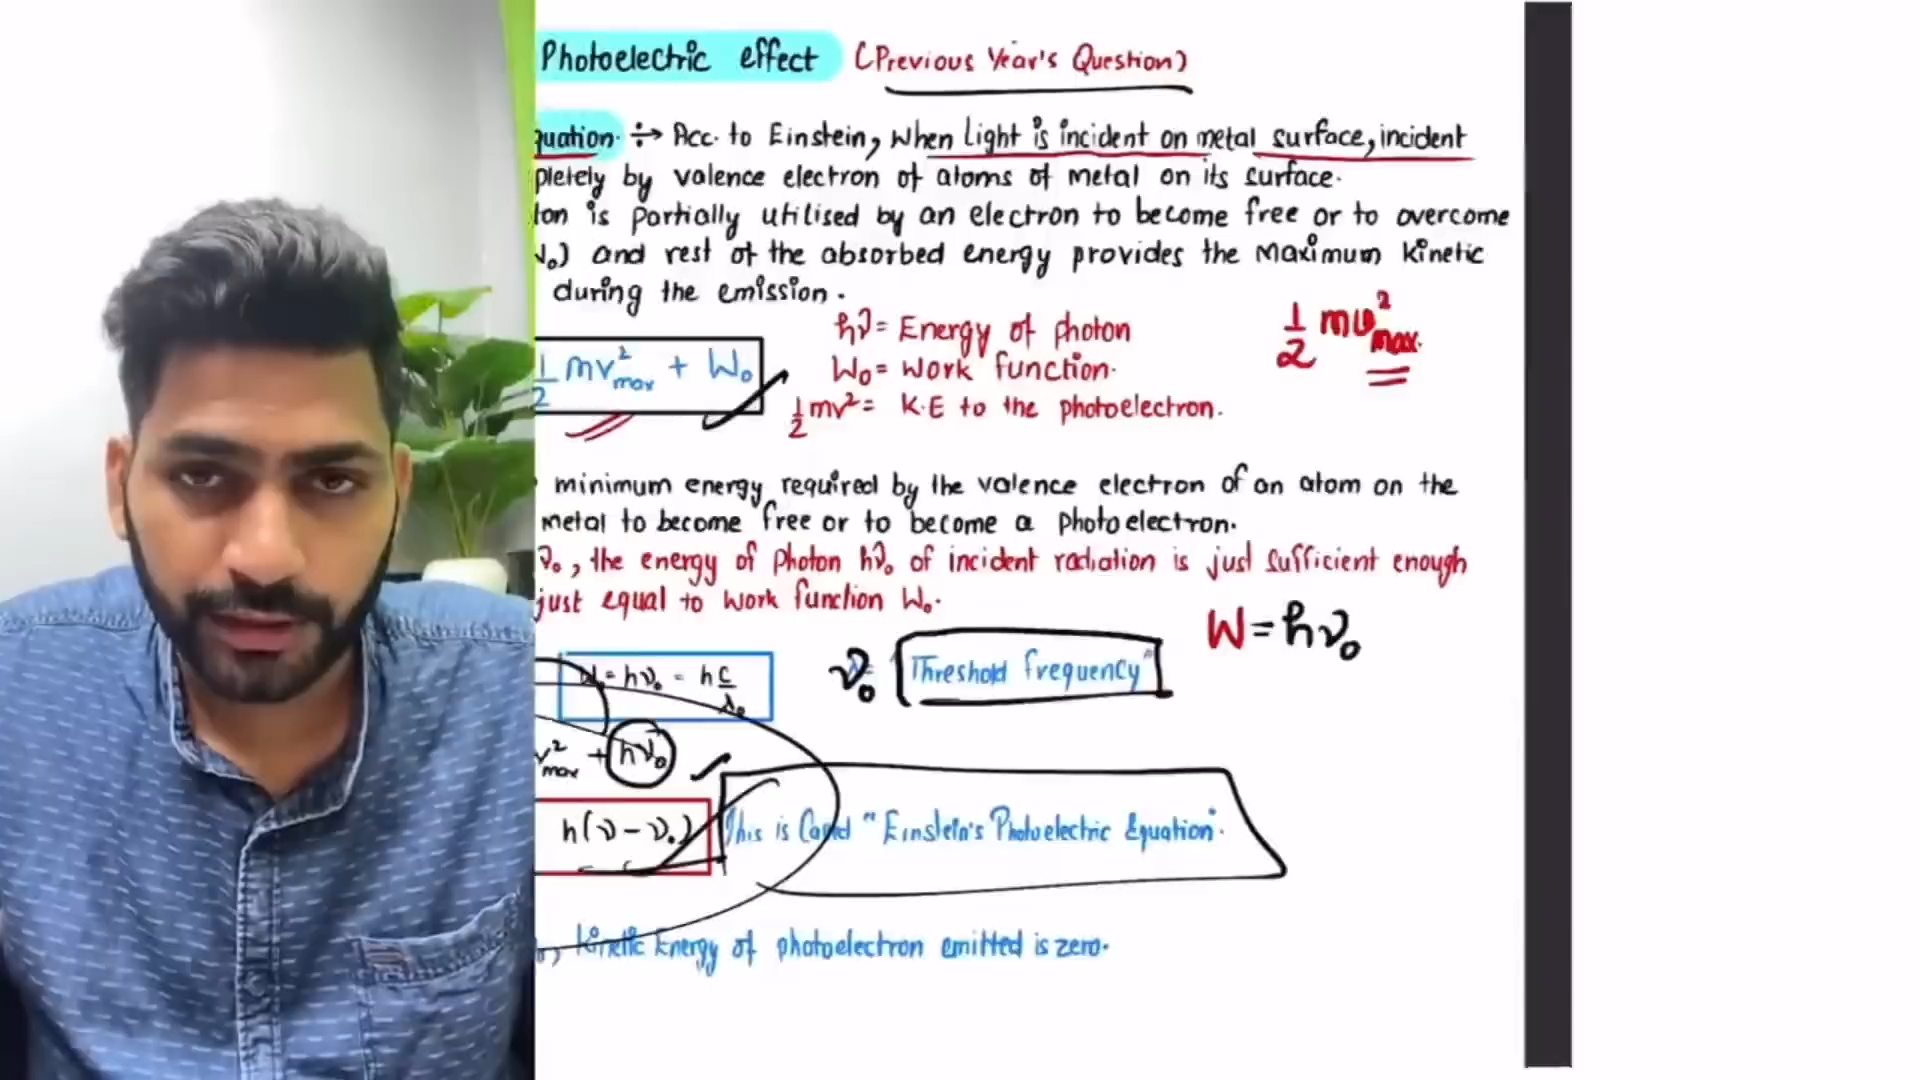 Photoelectric effect (Previous Year's Question)
quation ÷→ Acc. to Einstein, when Light is incident on metal surface, incident
pletely by valence electron of atoms of metal on its surface.
ton is partially utilised by an electron to become free or to overcome
W₀) and rest of the absorbed energy provides the maximum kinetic
during the emission.
hν = Energy of photon
½ mv²max
½ mv²max + W₀
W₀ = work function.
½mv² = K.E to the photoelectron.
minimum energy required by the valence electron of an atom on the
metal to become free or to become a photoelectron.
ν₀, the energy of photon hν₀ of incident radiation is just sufficient enough
just equal to work function W₀.
W = hν₀
= hν₀ = hc/λ₀
ν₀ Threshold frequency"
v²max + hν₀
h(ν − ν₀) This is Called "Einstein's Photoelectric Equation".
kinetic Energy of photoelectron emitted is zero.